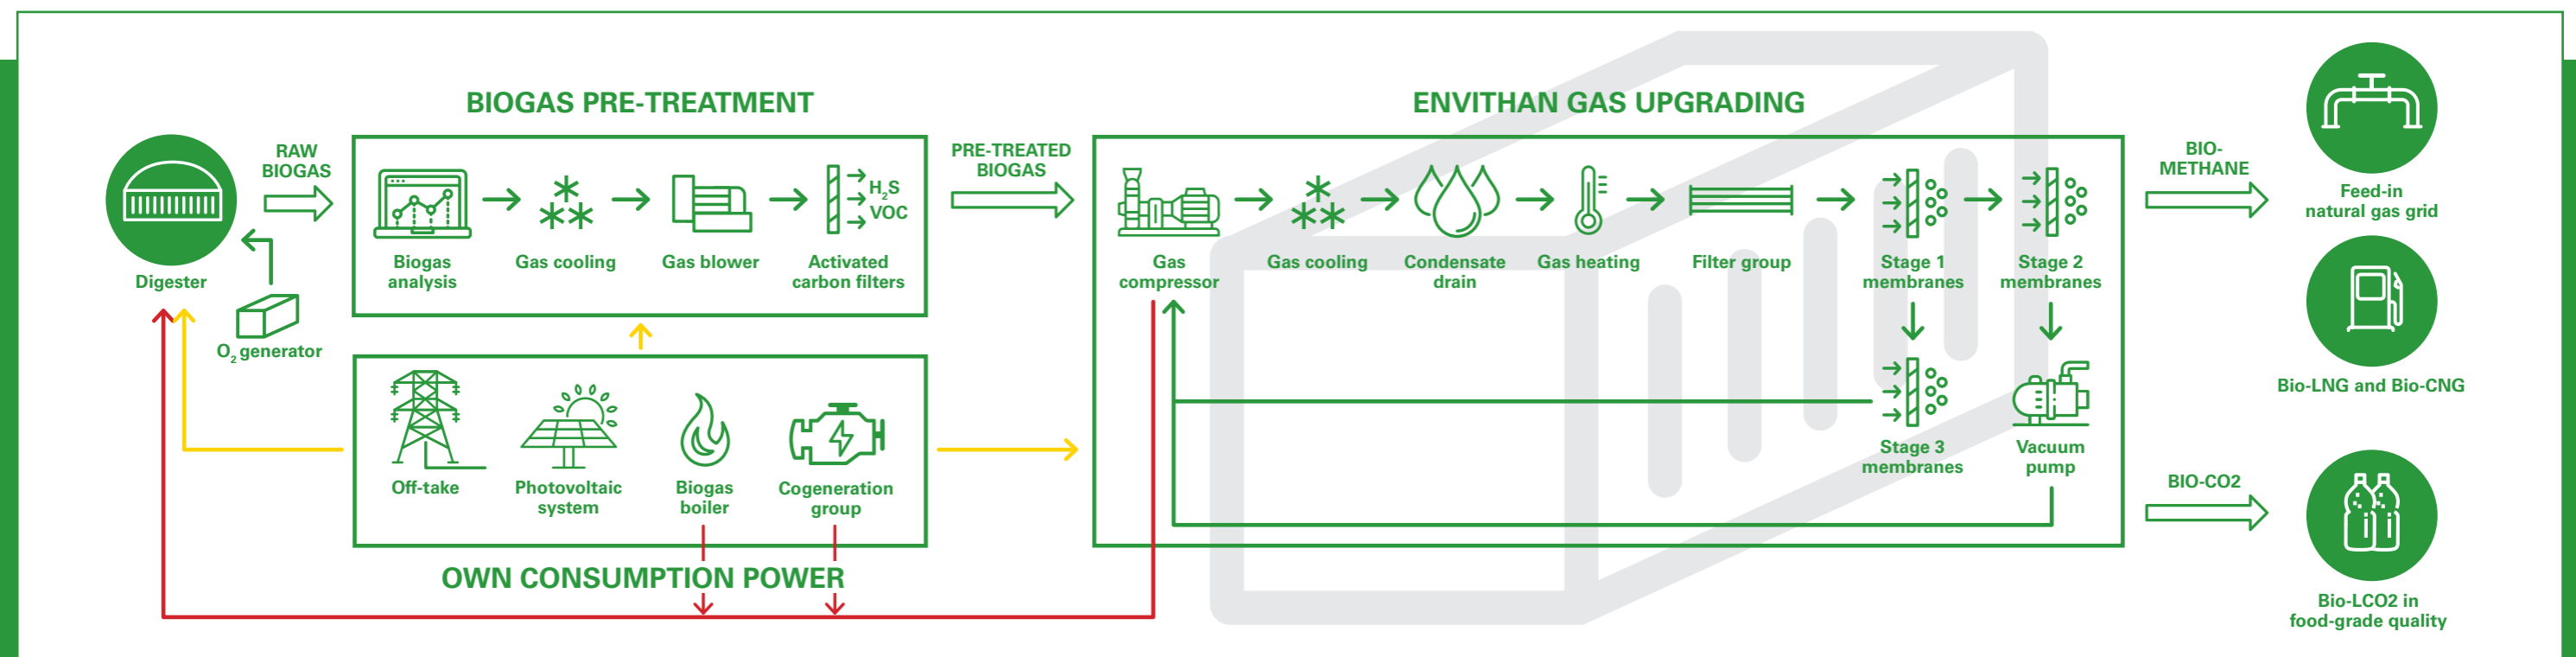 BIOGAS PRE-TREATMENT
ENVITHAN GAS UPGRADING
RAW
BIOGAS
Digester
O₂ generator
Biogas
analysis
Gas cooling
Gas blower
H₂S
VOC
Activated
carbon filters
PRE-TREATED
BIOGAS
Gas
compressor
Gas cooling
Condensate
drain
Gas heating
Filter group
Stage 1
membranes
Stage 2
membranes
Stage 3
membranes
Vacuum
pump
Off-take
Photovoltaic
system
Biogas
boiler
Cogeneration
group
OWN CONSUMPTION POWER
BIO-
METHANE
Feed-in
natural gas grid
Bio-LNG and Bio-CNG
BIO-CO2
Bio-LCO2 in
food-grade quality